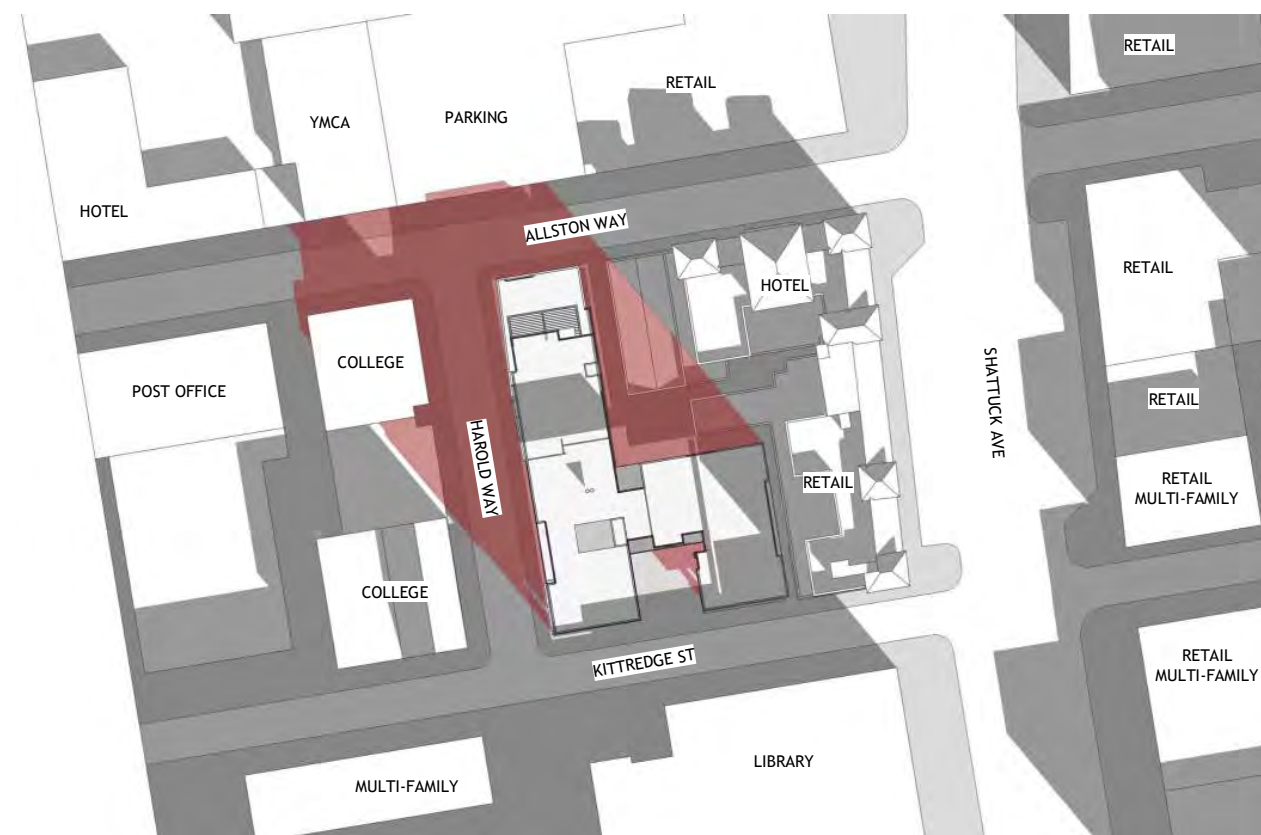 RETAIL
RETAIL
YMCA
PARKING
HOTEL
ALLSTON WAY
HOTEL
RETAIL
COLLEGE
POST OFFICE
SHATTUCK AVE
RETAIL
HAROLD WAY
RETAIL
RETAIL
MULTI-FAMILY
8
COLLEGE
KITTREDGE ST
RETAIL
MULTI-FAMILY
LIBRARY
MULTI-FAMILY